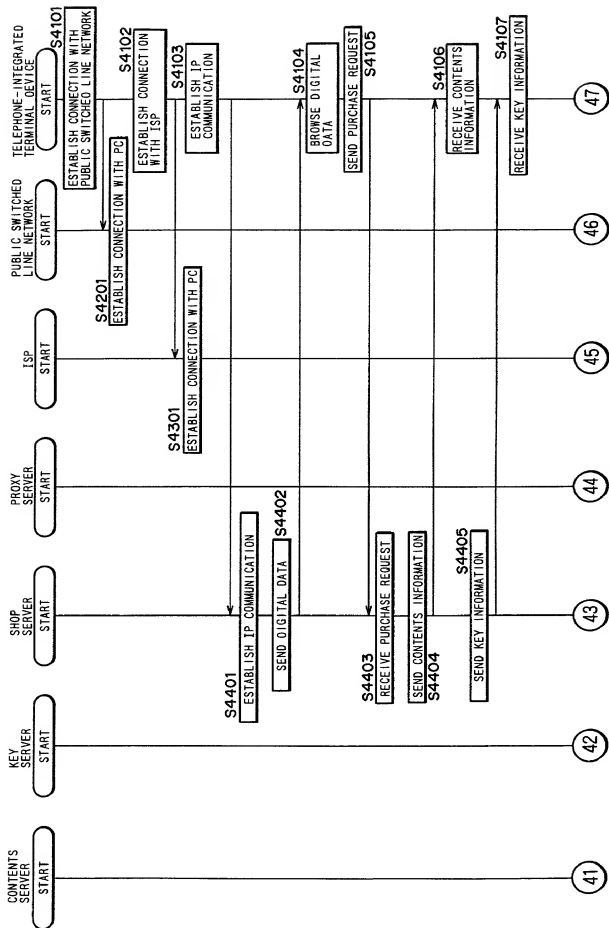 CONTENTS
SERVER
START
KEY
SERVER
START
SHOP
SERVER
START
PROXY
SERVER
START
ISP
START
PUBLIC SWITCHED
LINE NETWORK
START
TELEPHONE-INTEGRATED
TERMINAL DEVICE
START
S4101
ESTABLISH CONNECTION WITH
PUBLIC SWITCHED LINE NETWORK
S4201
ESTABLISH CONNECTION WITH PC
S4102
ESTABLISH CONNECTION
WITH ISP
S4103
S4301
ESTABLISH CONNECTION WITH PC
ESTABLISH IP
COMMUNICATION
S4401
ESTABLISH IP COMMUNICATION
S4402
SEND DIGITAL DATA
S4104
BROWSE DIGITAL
DATA
SEND PURCHASE REQUEST
S4105
S4403
RECEIVE PURCHASE REQUEST
SEND CONTENTS INFORMATION
S4404
S4106
RECEIVE CONTENTS
INFORMATION
S4405
SEND KEY INFORMATION
S4107
RECEIVE KEY INFORMATION
41
42
43
44
45
46
47